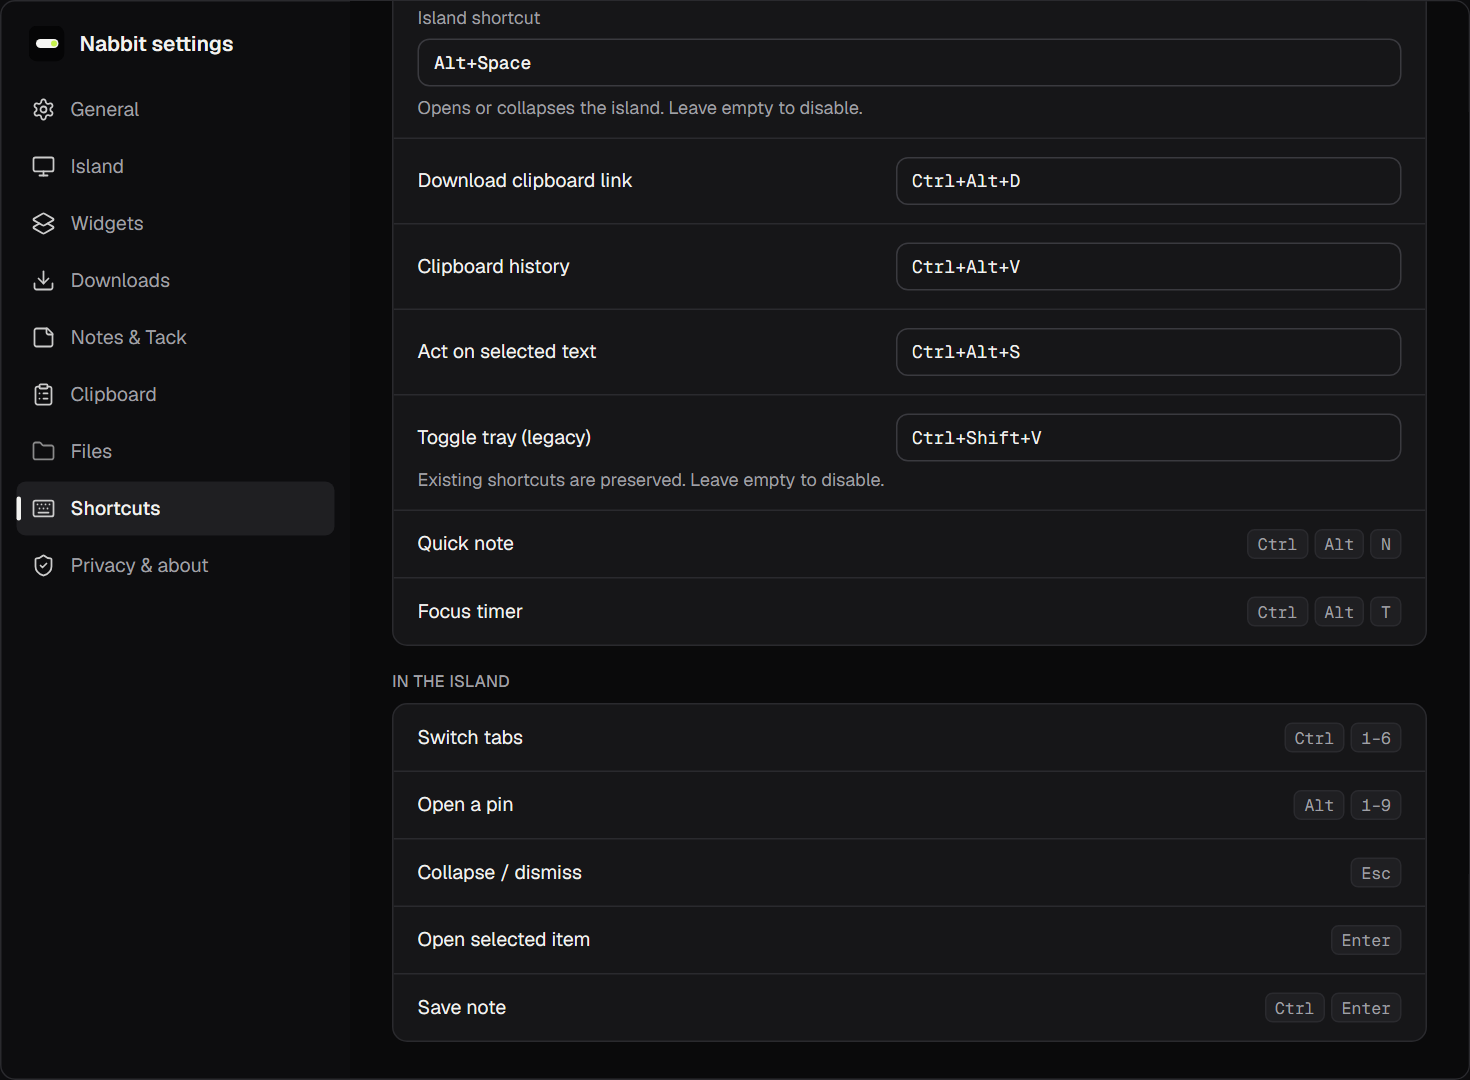 Nabbit settings
General
Island
Widgets
Downloads
Notes & Tack
Clipboard
Files
Shortcuts
Privacy & about
Island shortcut
Alt+Space
Opens or collapses the island. Leave empty to disable.
Download clipboard link Ctrl+Alt+D
Clipboard history Ctrl+Alt+V
Act on selected text Ctrl+Alt+S
Toggle tray (legacy) Ctrl+Shift+V
Existing shortcuts are preserved. Leave empty to disable.
Quick note Ctrl Alt N
Focus timer Ctrl Alt T
IN THE ISLAND
Switch tabs Ctrl 1–6
Open a pin Alt 1–9
Collapse / dismiss Esc
Open selected item Enter
Save note Ctrl Enter